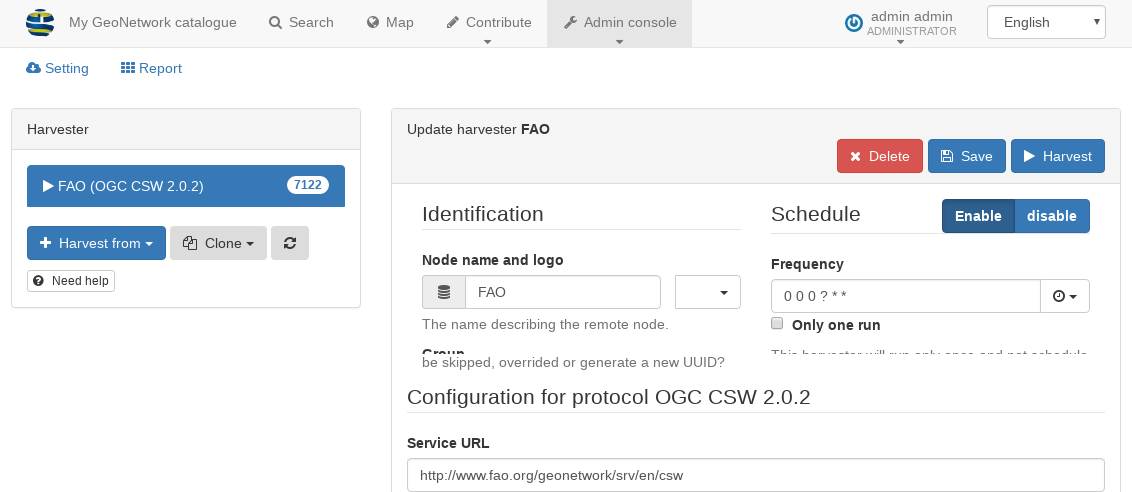 My GeoNetwork catalogue Search Map Contribute Admin console admin admin English
ADMINISTRATOR
Setting Report
Harvester
FAO (OGC CSW 2.0.2) 7122
Harvest from Clone
Need help
Update harvester FAO
Delete Save Harvest
Identification
Node name and logo
FAO
The name describing the remote node.
Group
be skipped, overrided or generate a new UUID?
Schedule Enable disable
Frequency
0 0 0 ? * *
Only one run
This harvester will run only once and not schedule
Configuration for protocol OGC CSW 2.0.2
Service URL
http://www.fao.org/geonetwork/srv/en/csw